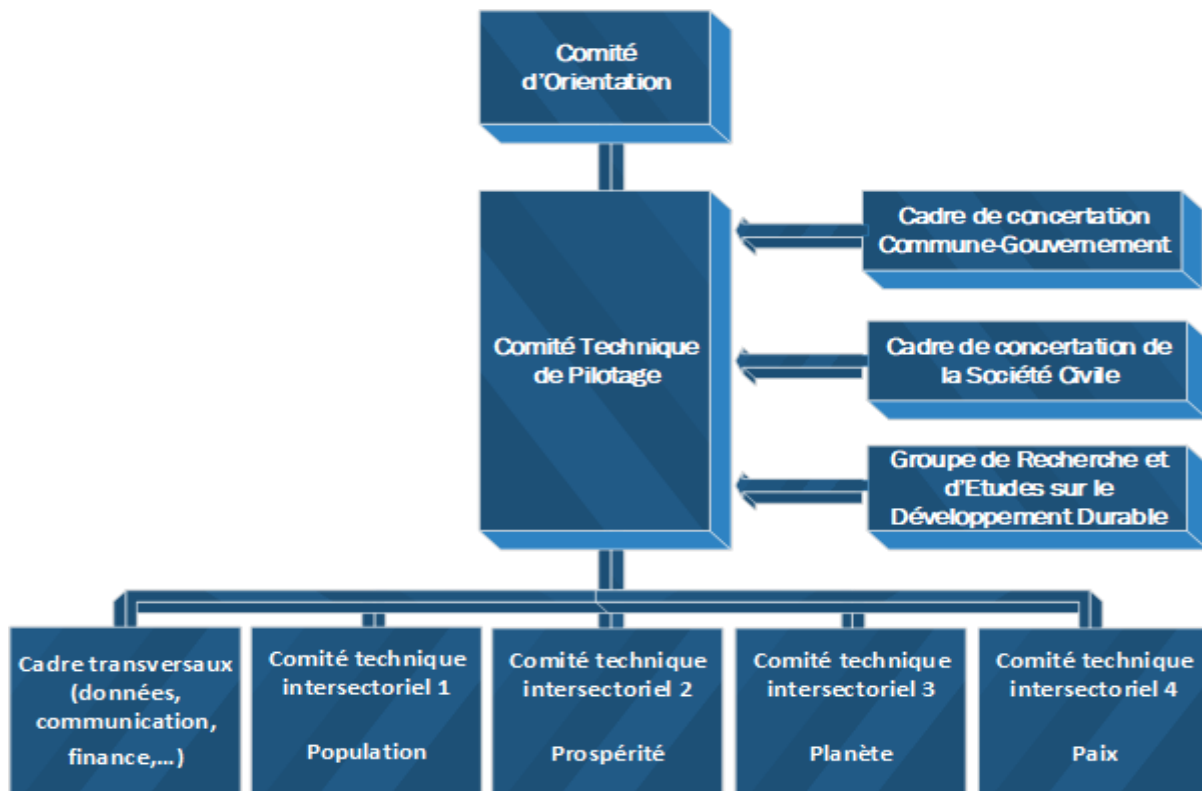 Comité
d'Orientation
Cadre de concertation
Commune-Gouvernement
Comité Technique
de Pilotage
Cadre de concertation de
la Société Civile
Groupe de Recherche et
d'Etudes sur le
Développement Durable
Cadre transversaux
(données,
communication,
finance,...)
Comité technique
intersectoriel 1
Population
Comité technique
intersectoriel 2
Prospérité
Comité technique
intersectoriel 3
Planète
Comité technique
intersectoriel 4
Paix